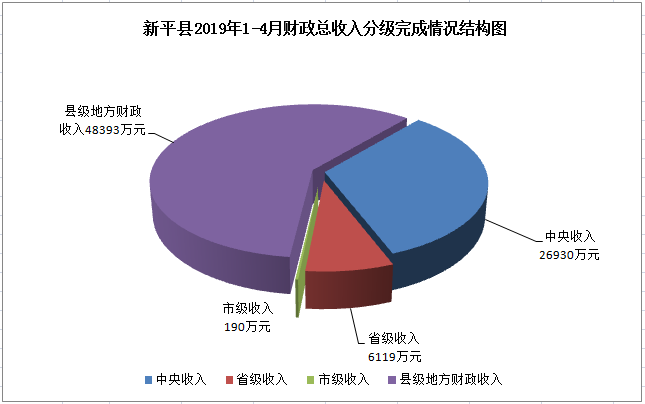 新平县2019年1-4月财政总收入分级完成情况结构图
县级地方财政
收入48393万元
中央收入
26930万元
市级收入
190万元
省级收入
6119万元
中央收入 省级收入 市级收入 县级地方财政收入